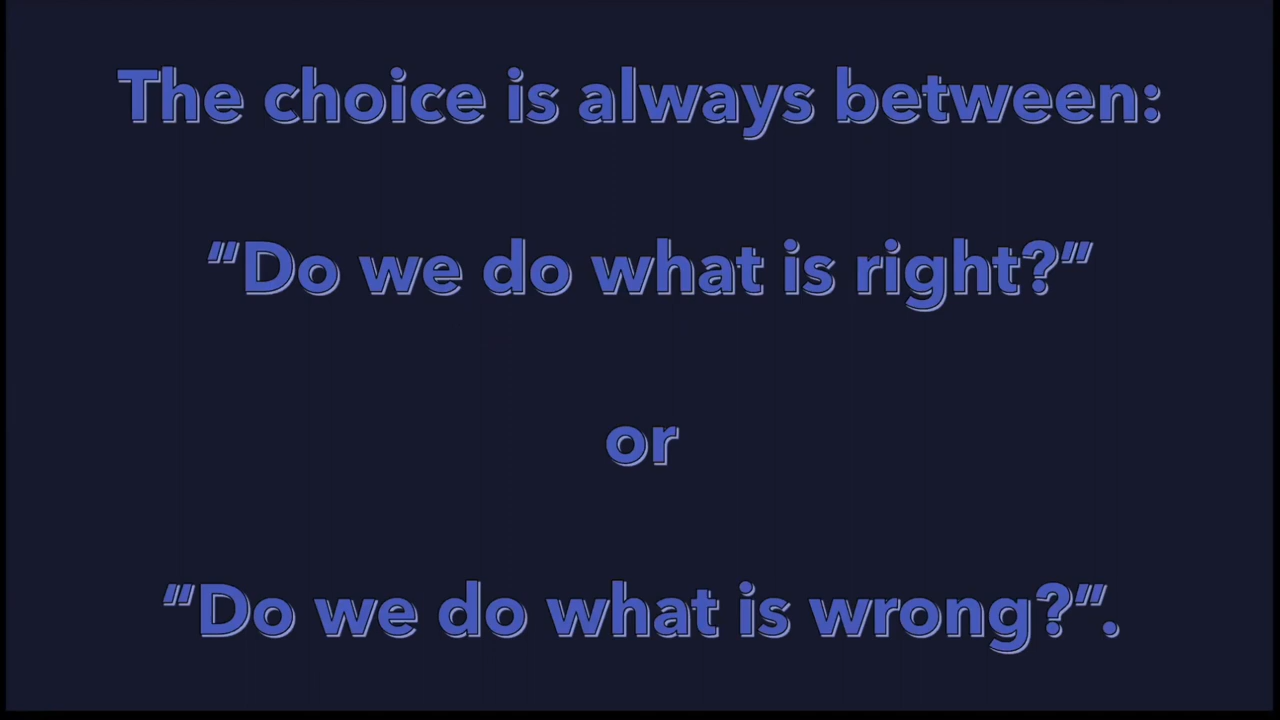 The choice is always between:
“Do we do what is right?”
or
“Do we do what is wrong?”.